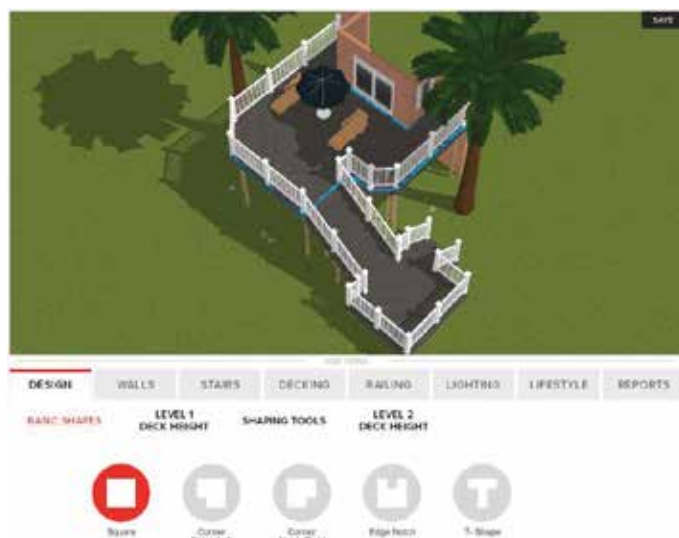 SAVE
DESIGN WALLS STAIRS DECKING RAILING LIGHTING LIFESTYLE REPORTS
BASIC SHAPES LEVEL 1 DECK HEIGHT SHAPING TOOLS LEVEL 2 DECK HEIGHT
Square Corner Corner Edge Notch T-Shape